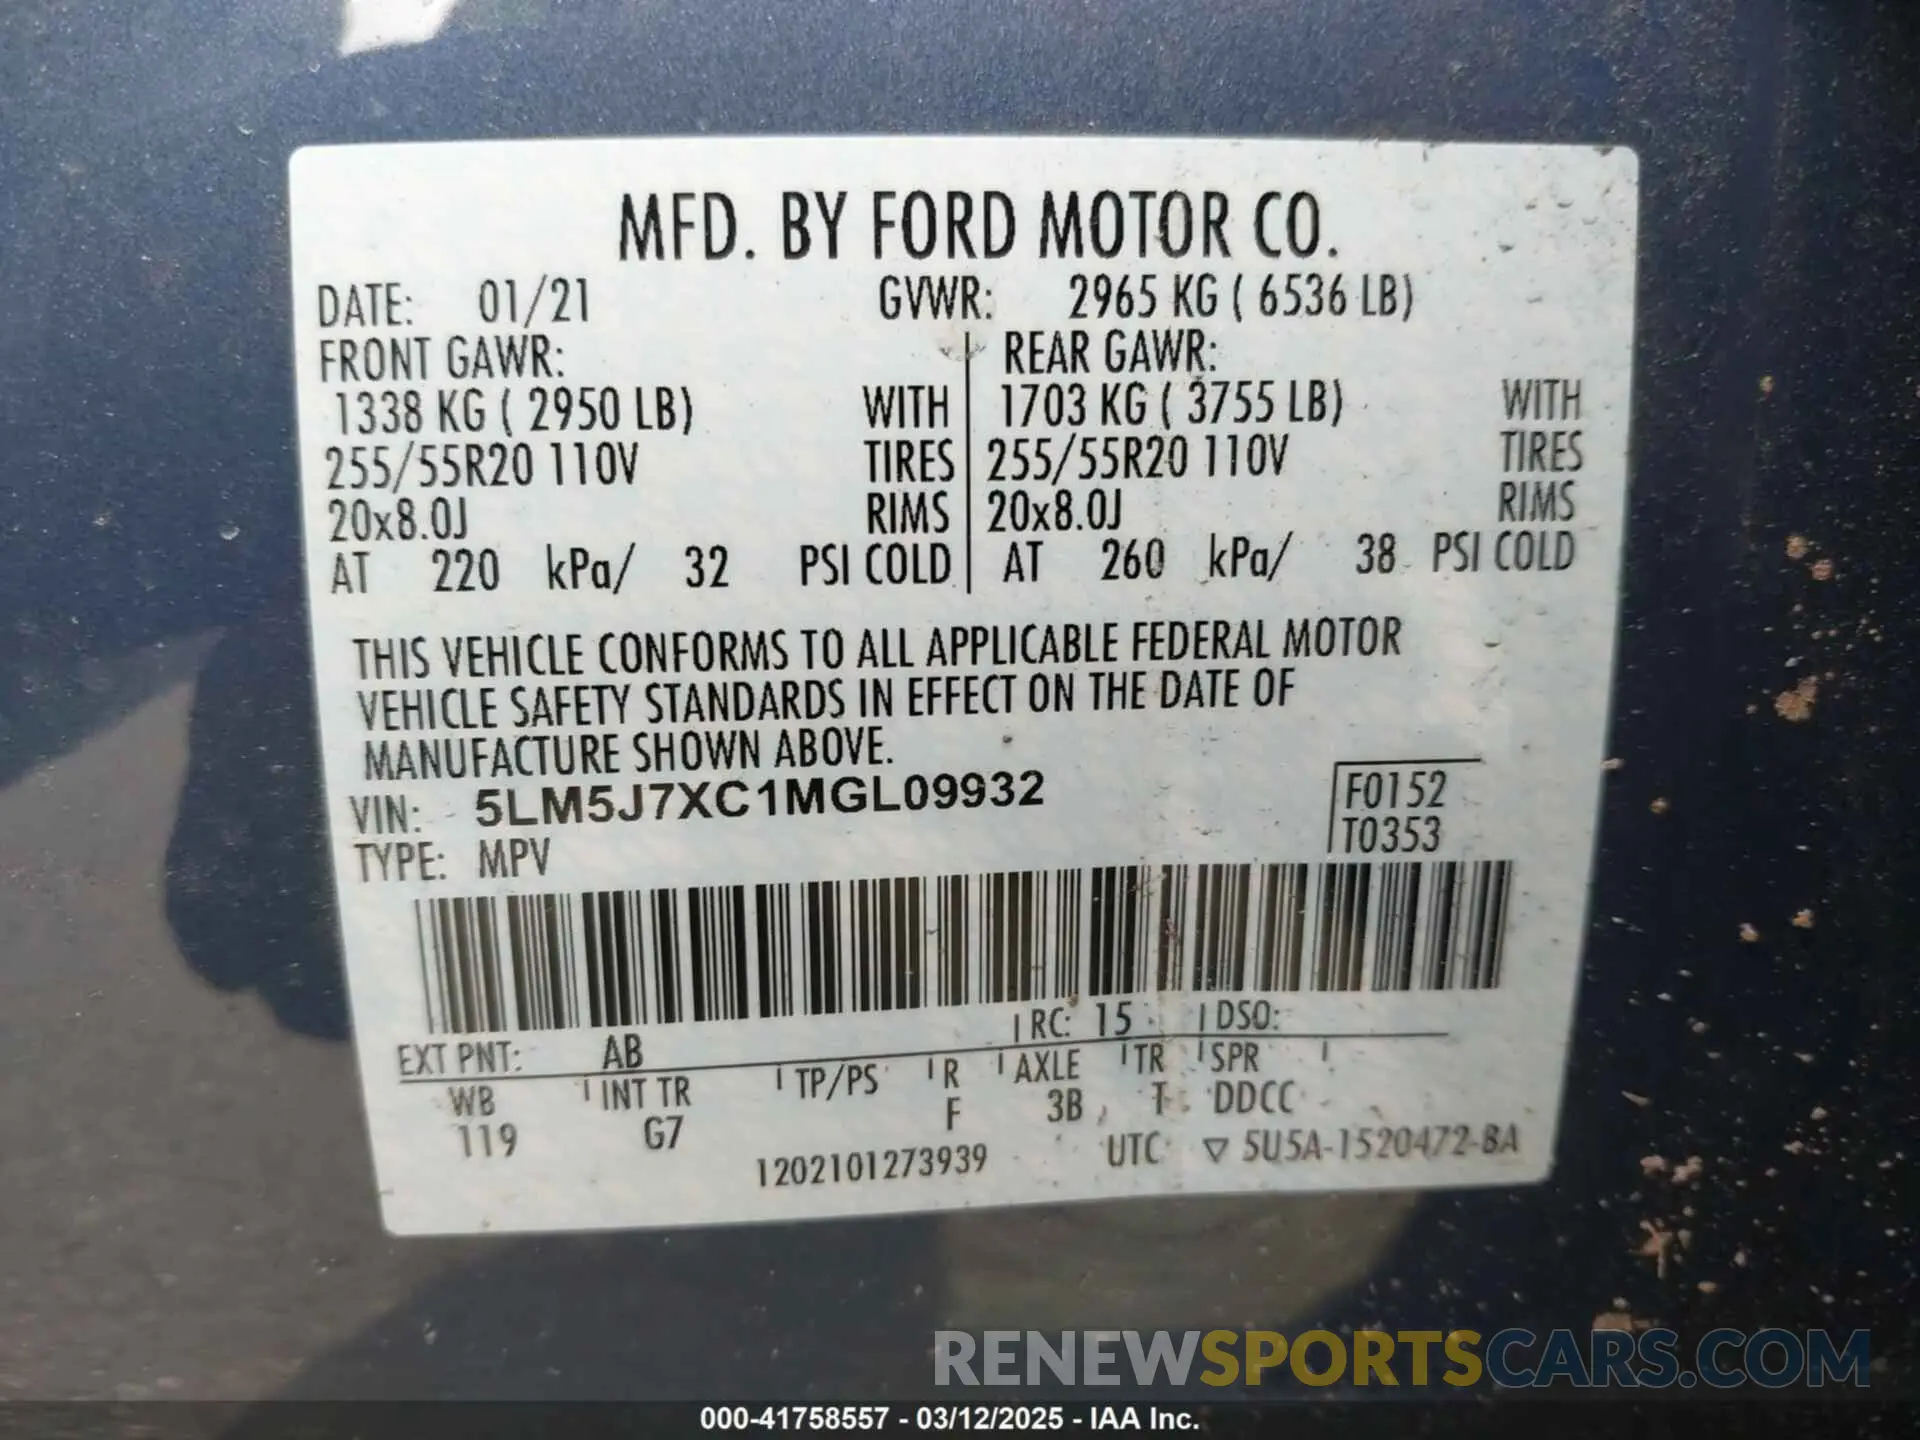 MFD. BY FORD MOTOR CO.
DATE: 01/21 GVWR: 2965 KG ( 6536 LB)
FRONT GAWR: REAR GAWR:
1338 KG ( 2950 LB) WITH 1703 KG ( 3755 LB) WITH
255/55R20 110V TIRES 255/55R20 110V TIRES
20x8.0J RIMS 20x8.0J RIMS
AT 220 kPa/ 32 PSI COLD AT 260 kPa/ 38 PSI COLD
THIS VEHICLE CONFORMS TO ALL APPLICABLE FEDERAL MOTOR
VEHICLE SAFETY STANDARDS IN EFFECT ON THE DATE OF
MANUFACTURE SHOWN ABOVE.
VIN: 5LM5J7XC1MGL09932 F0152
TYPE: MPV T0353
EXT PNT: AB RC: 15 DSO:
WB INT TR TP/PS R AXLE TR SPR
119 G7 F 3B T DDCC
1202101273939 UTC ▽ 5U5A-1520472-BA
RENEWSPORTSCARS.COM
000-41758557 - 03/12/2025 - IAA Inc.